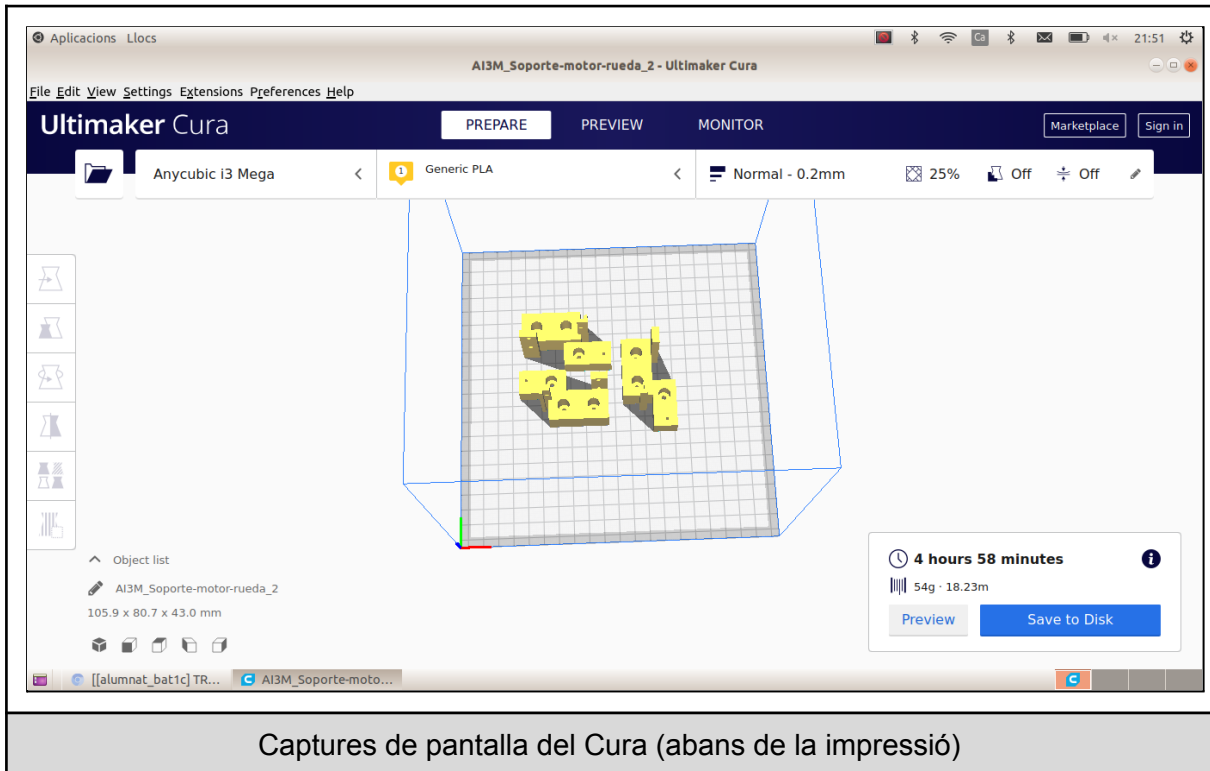 Aplicacions Llocs Ca 21:51
AI3M_Soporte-motor-rueda_2 - Ultimaker Cura
File Edit View Settings Extensions Preferences Help
Ultimaker Cura PREPARE PREVIEW MONITOR Marketplace Sign in
Anycubic i3 Mega 1 Generic PLA Normal - 0.2mm 25% Off Off
Object list
AI3M_Soporte-motor-rueda_2
105.9 x 80.7 x 43.0 mm
4 hours 58 minutes
54g · 18.23m
Preview Save to Disk
[[alumnat_bat1c] TR... AI3M_Soporte-moto...
Captures de pantalla del Cura (abans de la impressió)